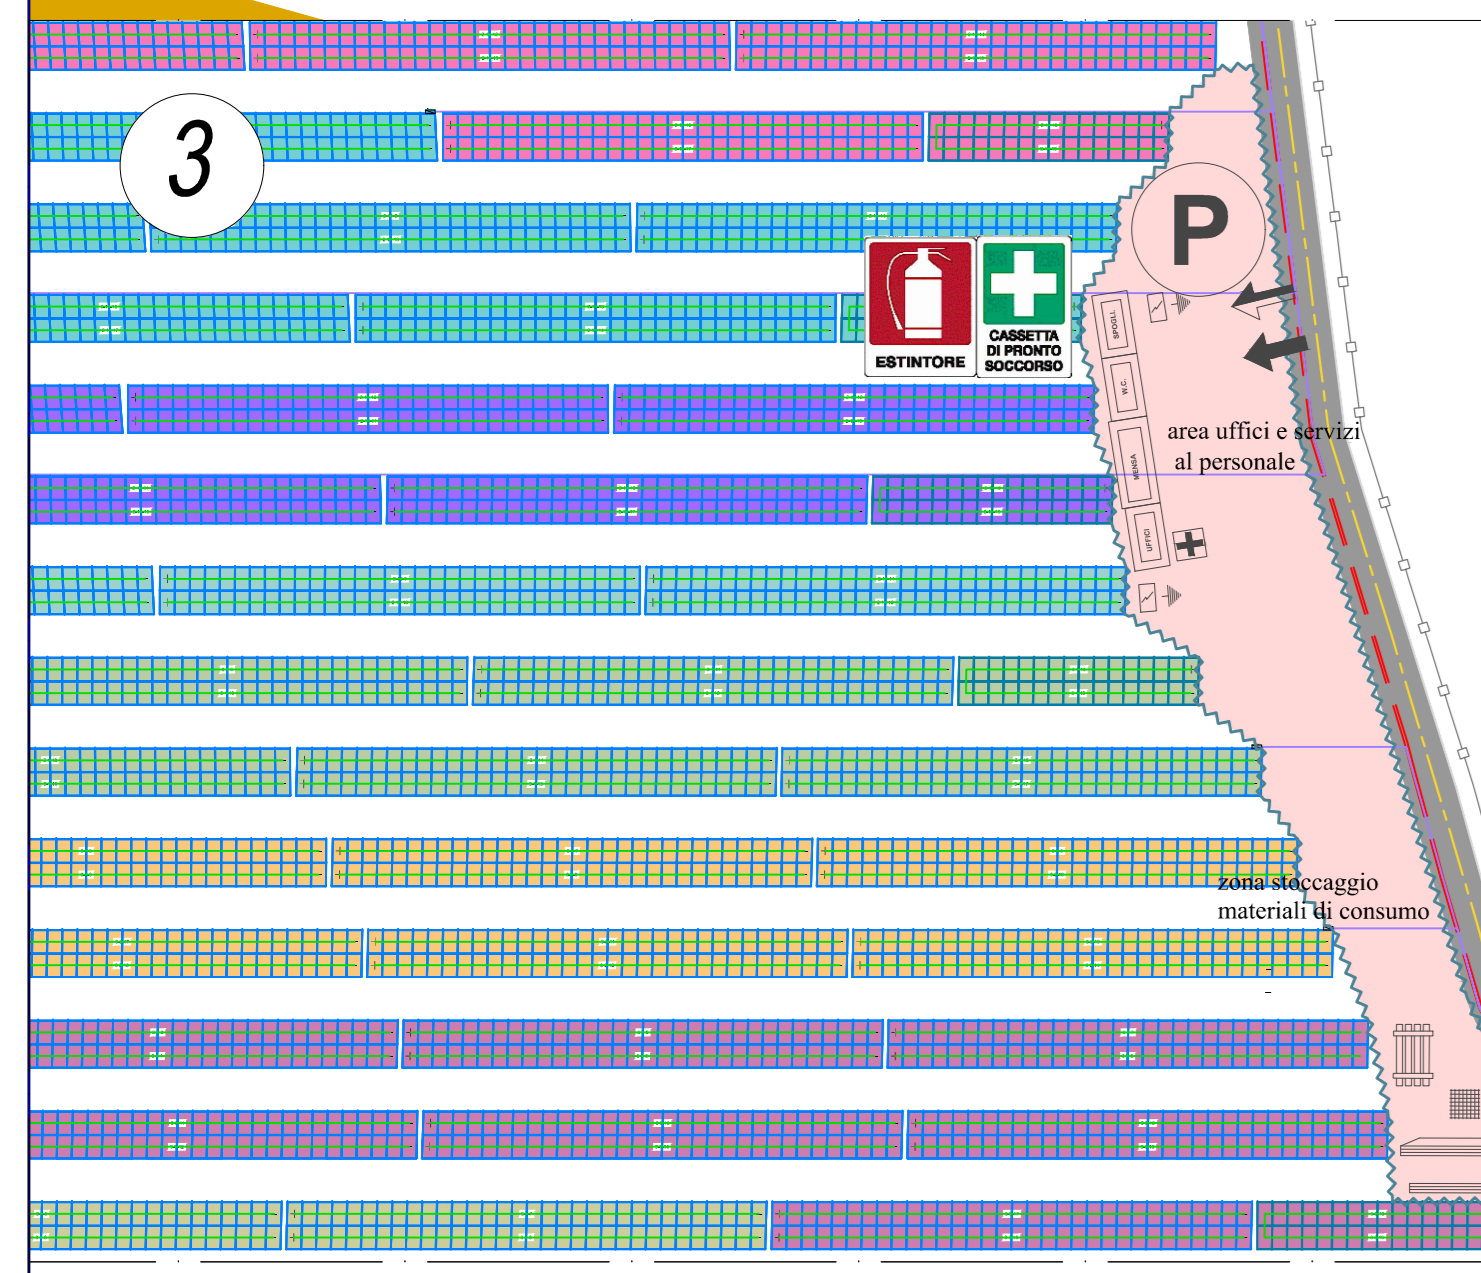 3
P
ESTINTORE
CASSETTA
DI PRONTO
SOCCORSO
SPOGLI.
W.C.
area uffici e servizi
al personale
MENSA
UFFICI
zona stoccaggio
materiali di consumo